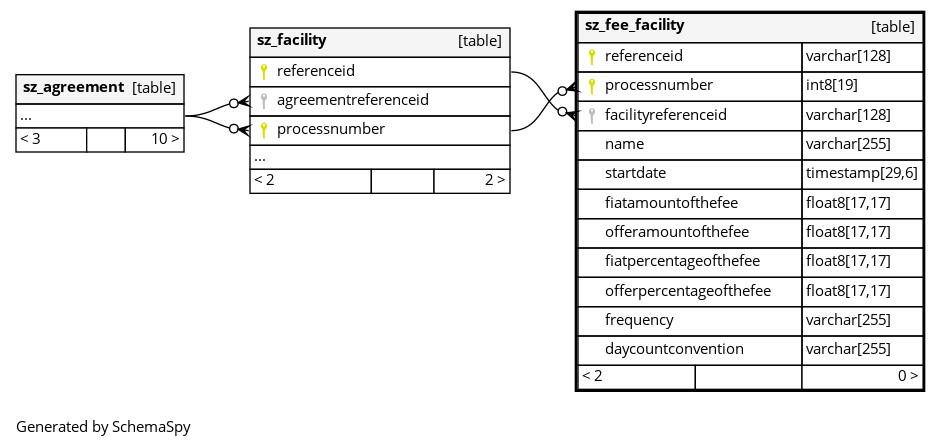 sz_agreement [table]
...
< 3 10 >
sz_facility [table]
referenceid
agreementreferenceid
processnumber
...
< 2 2 >
sz_fee_facility [table]
referenceid varchar[128]
processnumber int8[19]
facilityreferenceid varchar[128]
name varchar[255]
startdate timestamp[29,6]
fiatamountofthefee float8[17,17]
offeramountofthefee float8[17,17]
fiatpercentageofthefee float8[17,17]
offerpercentageofthefee float8[17,17]
frequency varchar[255]
daycountconvention varchar[255]
< 2 0 >
Generated by SchemaSpy